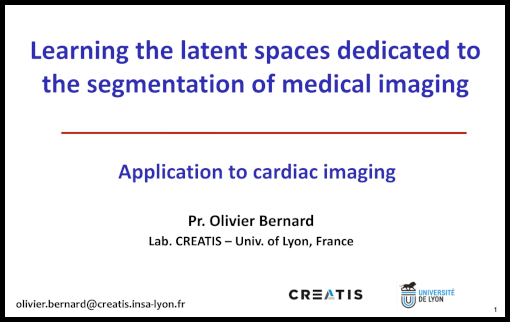 Learning the latent spaces dedicated to
the segmentation of medical imaging
Application to cardiac imaging
Pr. Olivier Bernard
Lab. CREATIS – Univ. of Lyon, France
olivier.bernard@creatis.insa-lyon.fr
CREATIS
UNIVERSITÉ
DE LYON
1